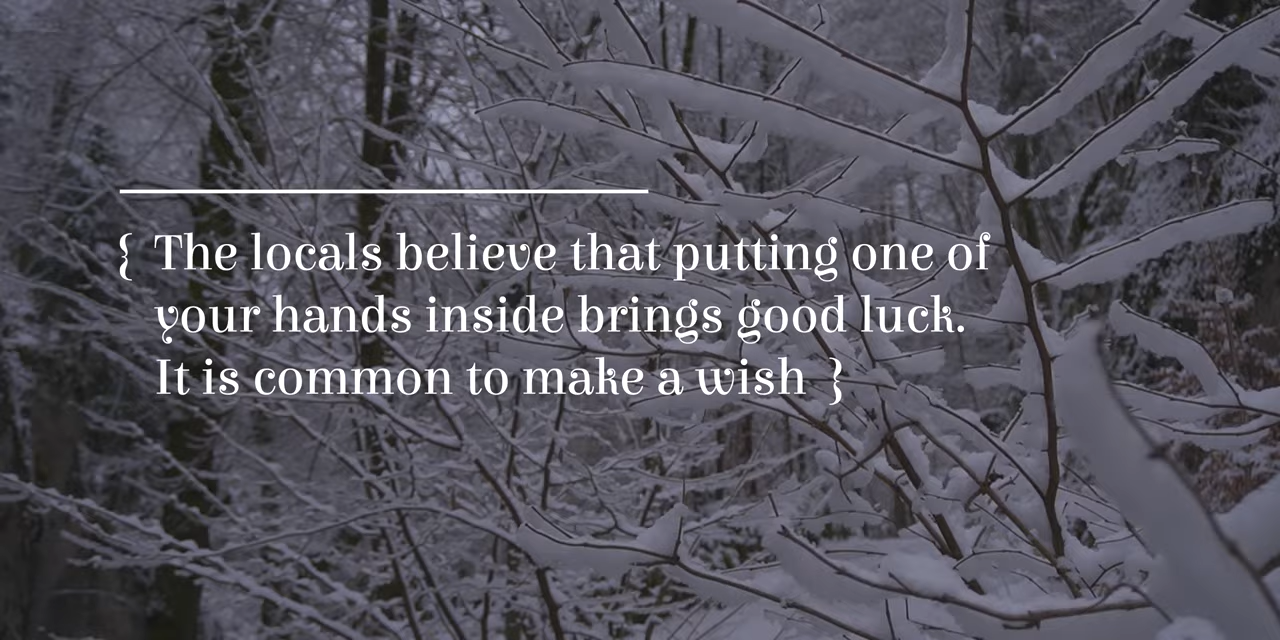 { The locals believe that putting one of
your hands inside brings good luck.
It is common to make a wish }